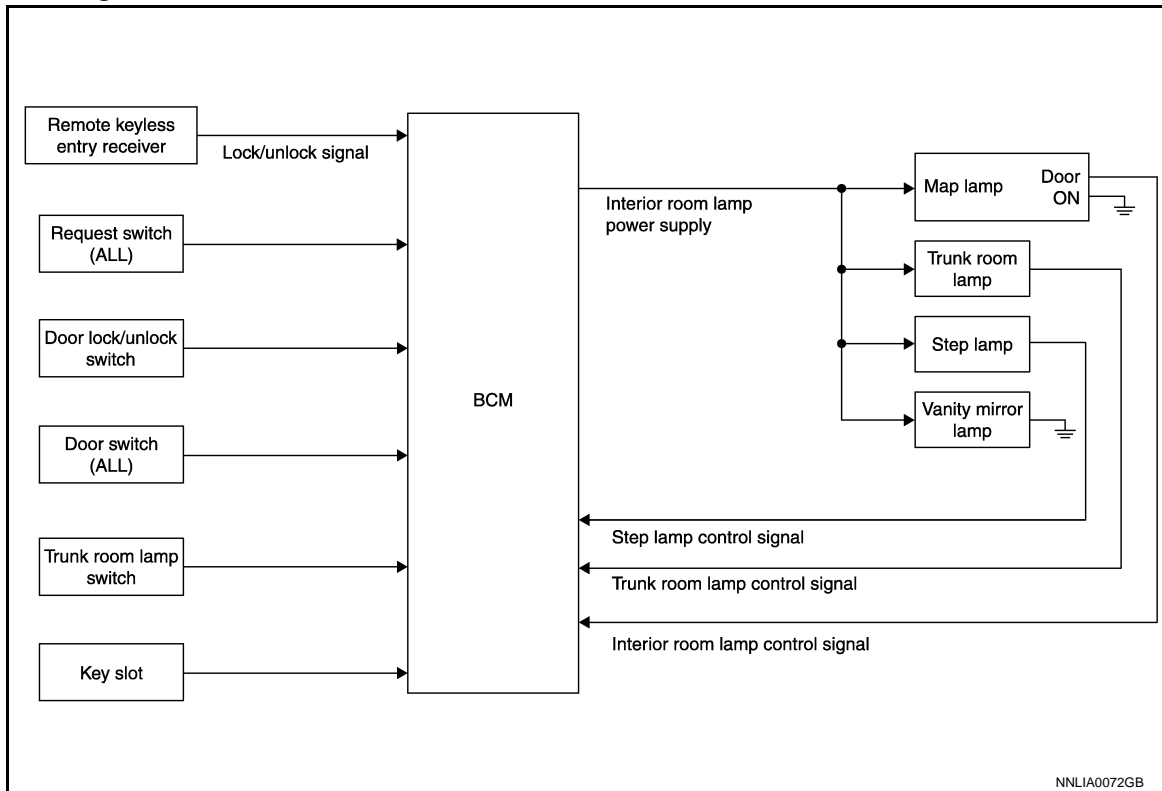 Remote keyless
entry receiver
Lock/unlock signal
Request switch
(ALL)
Door lock/unlock
switch
Door switch
(ALL)
Trunk room lamp
switch
Key slot
BCM
Interior room lamp
power supply
Map lamp
Door
ON
Trunk room
lamp
Step lamp
Vanity mirror
lamp
Step lamp control signal
Trunk room lamp control signal
Interior room lamp control signal
NNLIA0072GB